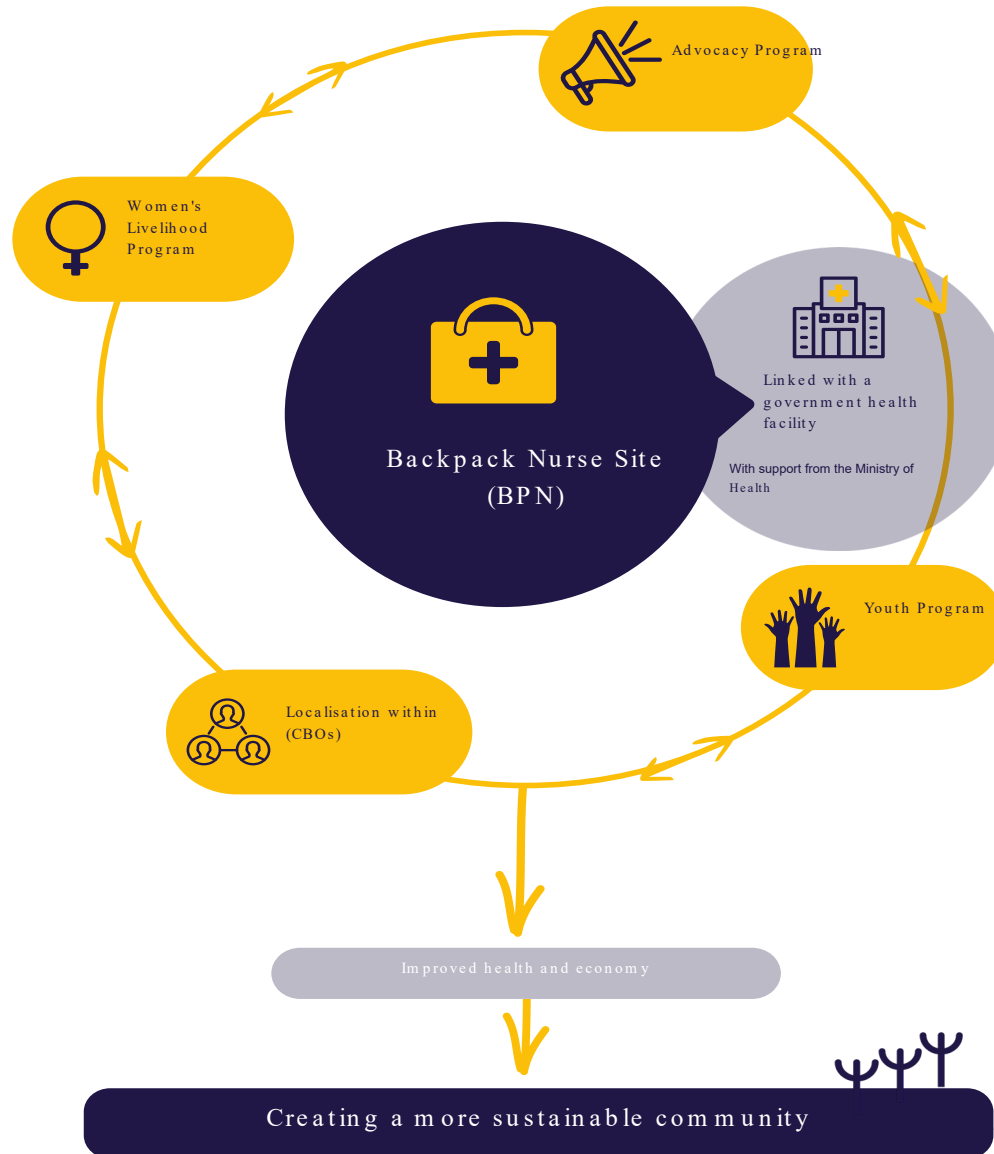 Advocacy Program
Women's
Livelihood
Program
Linked with a
government health
facility
With support from the Ministry of
Health
Backpack Nurse Site
(BPN)
Youth Program
Localisation within
(CBOs)
Improved health and economy
Creating a more sustainable community